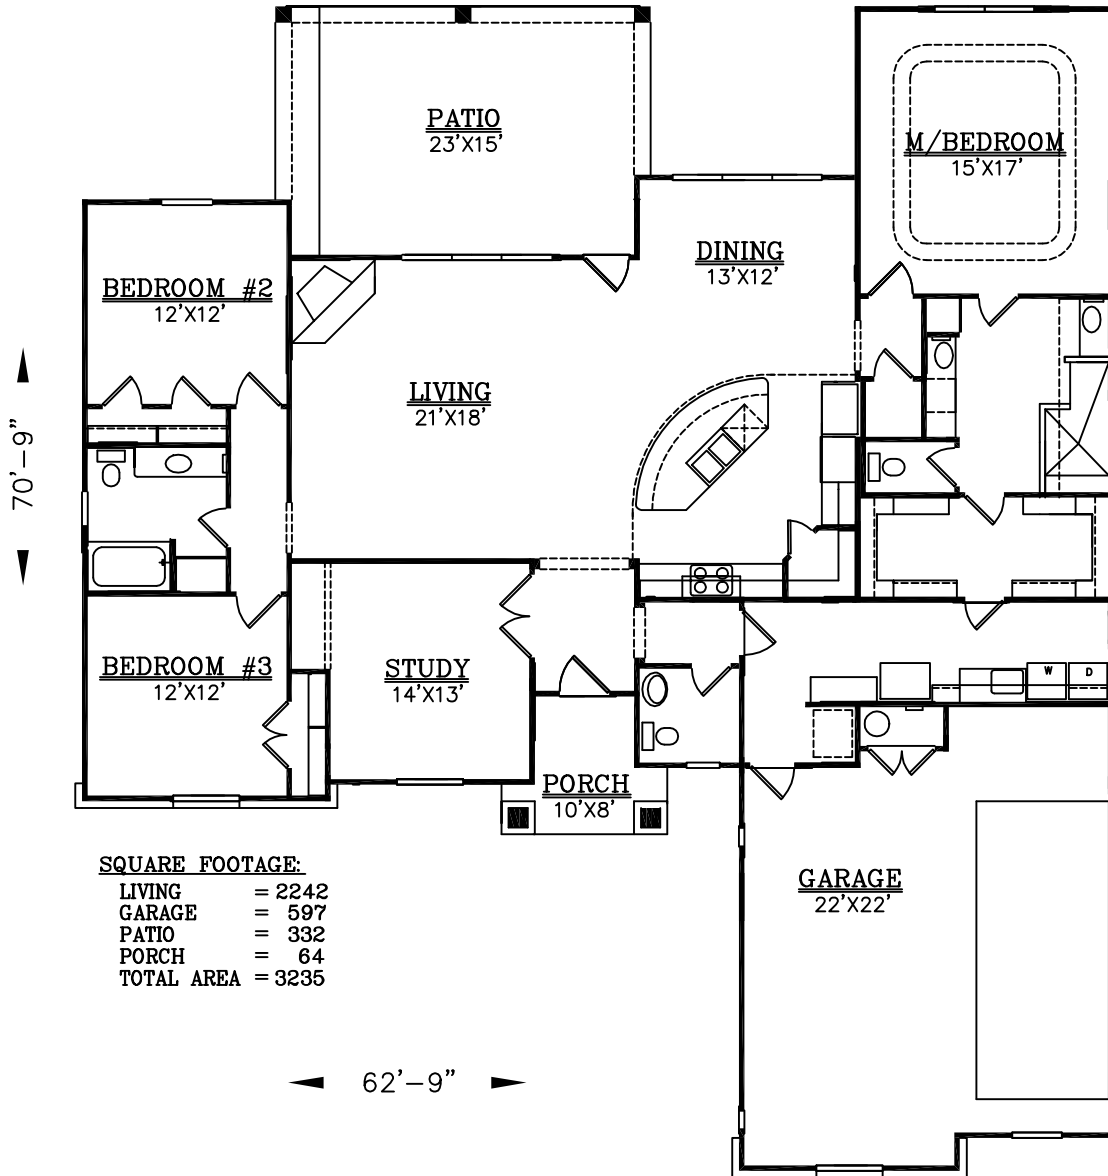 PATIO
23'X15'
M/BEDROOM
15'X17'
DINING
13'X12'
BEDROOM #2
12'X12'
LIVING
21'X18'
70'-9"
BEDROOM #3
12'X12'
STUDY
14'X13'
W
D
PORCH
10'X8'
GARAGE
22'X22'
SQUARE FOOTAGE:
LIVING = 2242
GARAGE = 597
PATIO = 332
PORCH = 64
TOTAL AREA = 3235
62'-9"